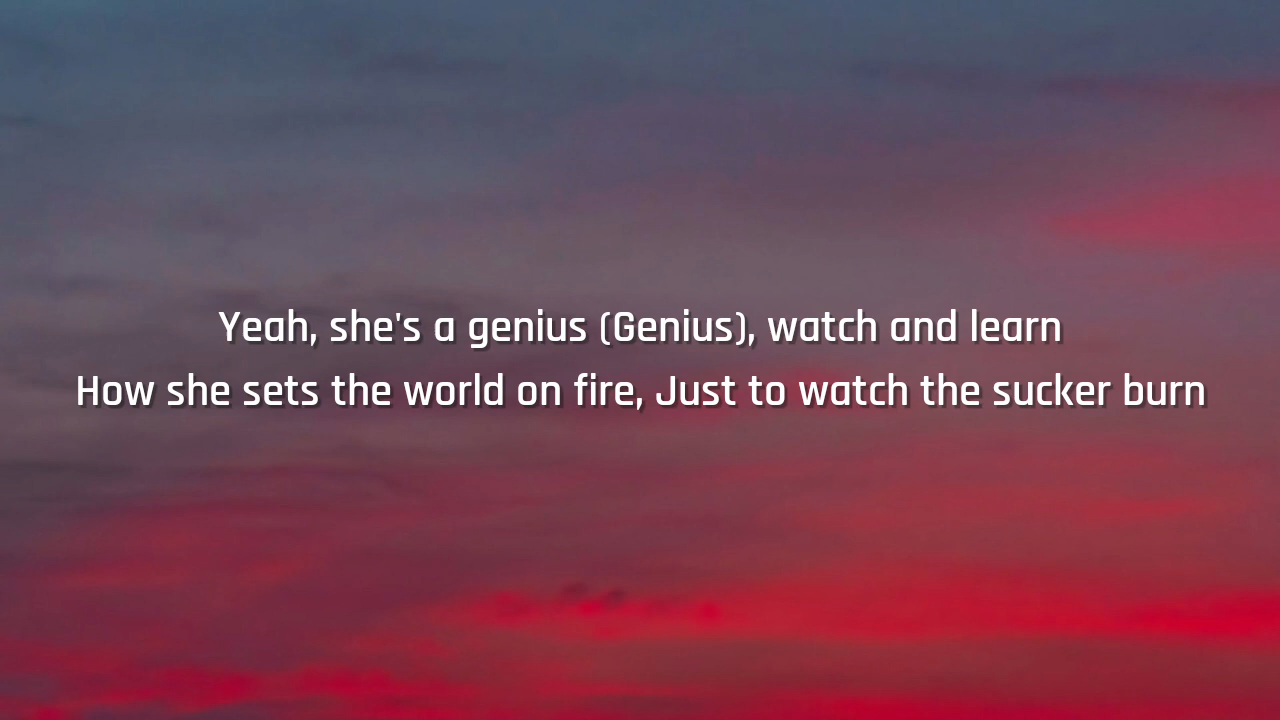 Yeah, she's a genius (Genius), watch and learn
How she sets the world on fire, Just to watch the sucker burn